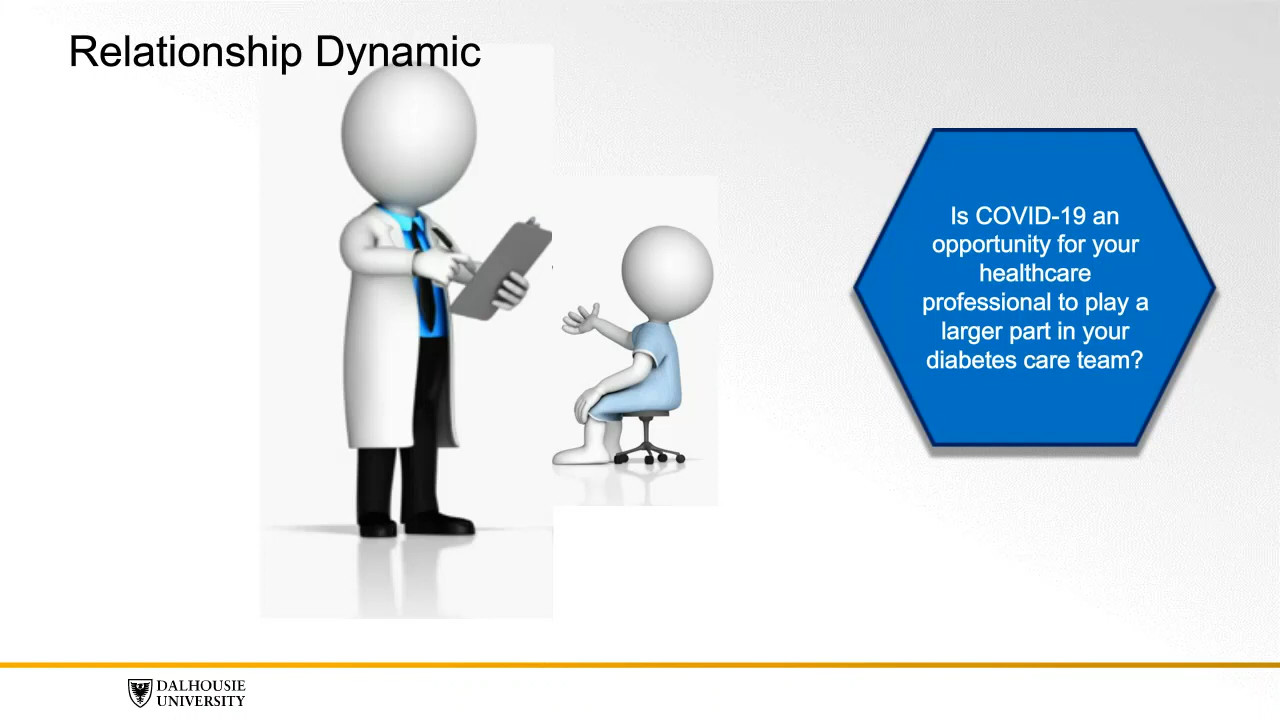 Relationship Dynamic
Is COVID-19 an
opportunity for your
healthcare
professional to play a
larger part in your
diabetes care team?
DALHOUSIE
UNIVERSITY